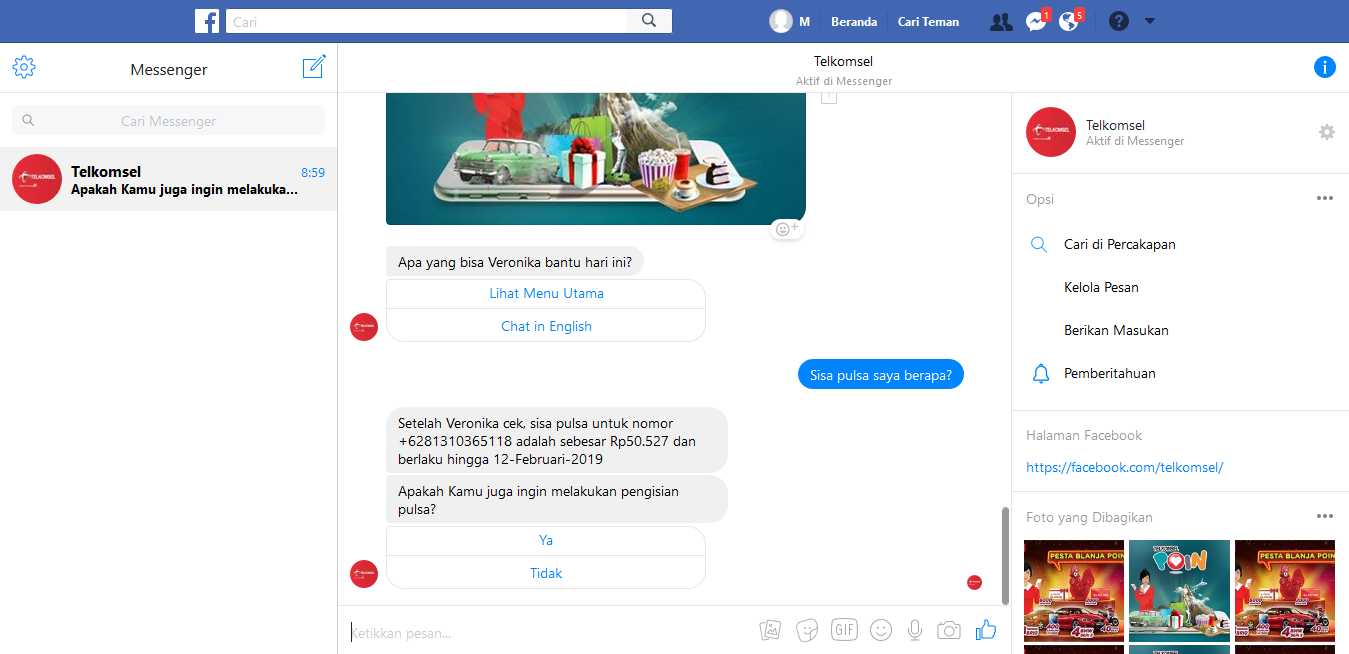 Cari
M
Beranda
Cari Teman
1
5
?
Messenger
Telkomsel
Aktif di Messenger
Cari Messenger
TELKOMSEL
Telkomsel
8:59
Apakah Kamu juga ingin melakuka...
Apa yang bisa Veronika bantu hari ini?
Lihat Menu Utama
Chat in English
Sisa pulsa saya berapa?
Setelah Veronika cek, sisa pulsa untuk nomor
+6281310365118 adalah sebesar Rp50.527 dan
berlaku hingga 12-Februari-2019
Apakah Kamu juga ingin melakukan pengisian
pulsa?
Ya
Tidak
Ketikkan pesan...
GIF
TELKOMSEL
Telkomsel
Aktif di Messenger
Opsi
Cari di Percakapan
Kelola Pesan
Berikan Masukan
Pemberitahuan
Halaman Facebook
https://facebook.com/telkomsel/
Foto yang Dibagikan
PESTA BLANJA POIN
TELKOMSEL
POIN
PESTA BLANJA POIN